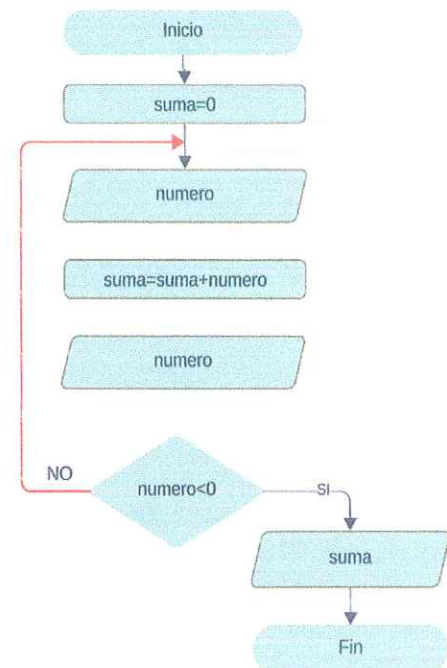 Inicio
suma=0
numero
suma=suma+numero
numero
numero<0
NO
SI
suma
Fin